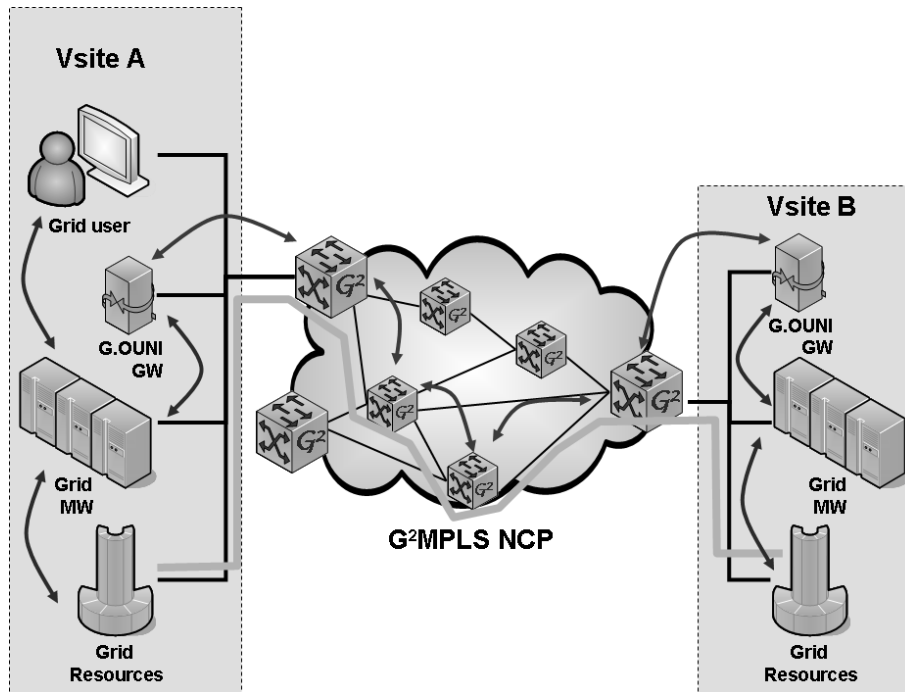 Vsite A
Grid user
G.OUNI
GW
Grid
MW
Grid
Resources
G²
G²
G²
G²
G²
G²
G²
G²MPLS NCP
Vsite B
G.OUNI
GW
Grid
MW
Grid
Resources